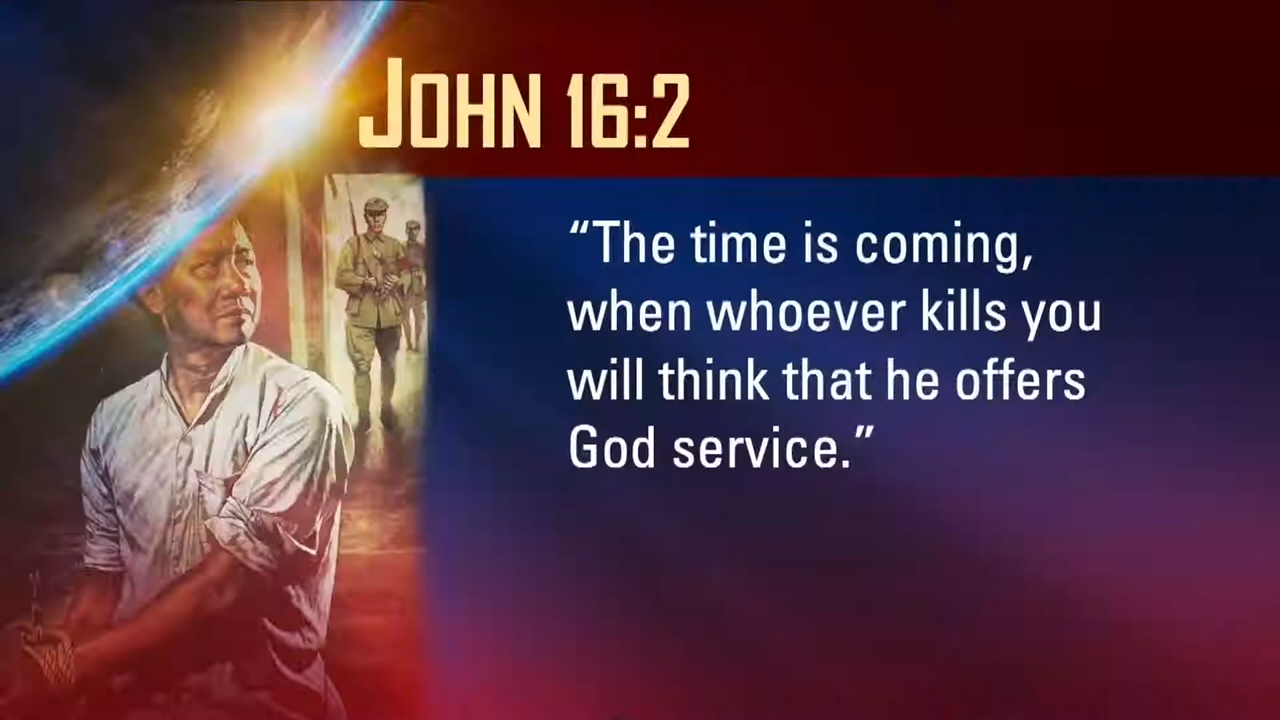 JOHN 16:2
“The time is coming,
when whoever kills you
will think that he offers
God service.”